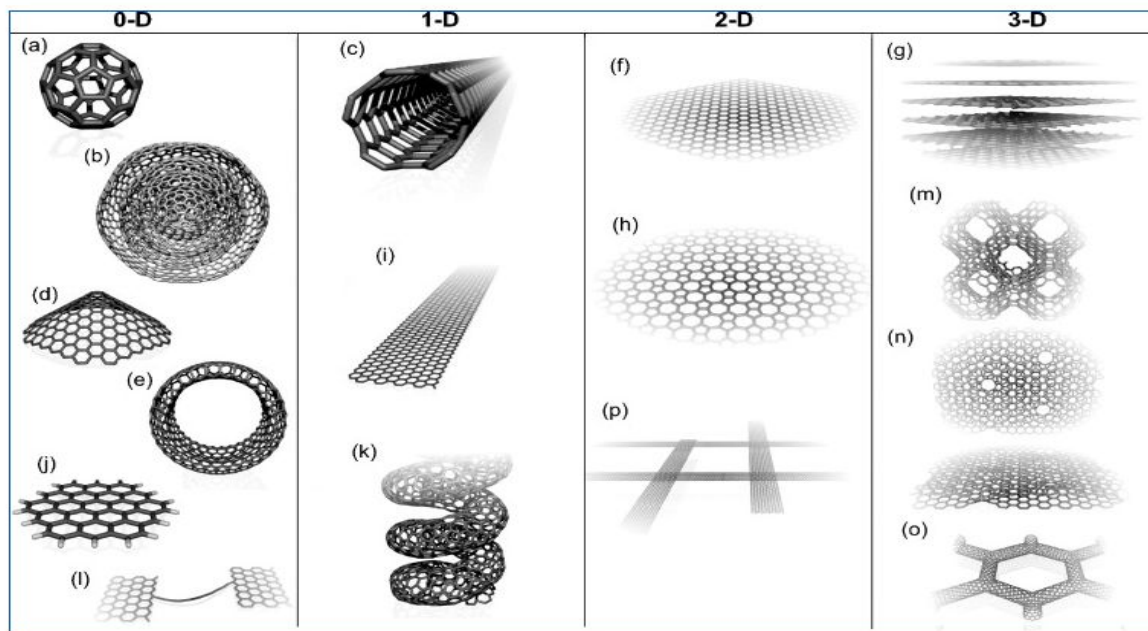 0-D 1-D 2-D 3-D
(a)
(b)
(d)
(e)
(j)
(l)
(c)
(i)
(k)
(f)
(h)
(p)
(g)
(m)
(n)
(o)